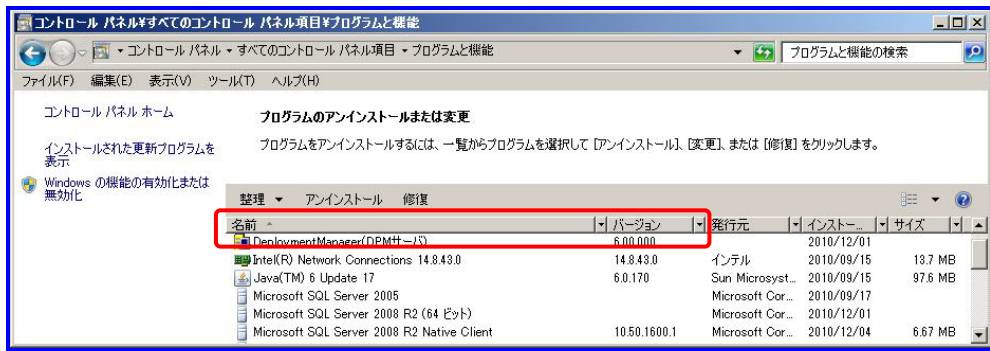 コントロール パネル¥すべてのコントロール パネル項目¥プログラムと機能
コントロール パネル ▾ すべてのコントロール パネル項目 ▾ プログラムと機能
プログラムと機能の検索
ファイル(F) 編集(E) 表示(V) ツール(T) ヘルプ(H)
コントロール パネル ホーム
インストールされた更新プログラムを
表示
Windows の機能の有効化または
無効化
プログラムのアンインストールまたは変更
プログラムをアンインストールするには、一覧からプログラムを選択して [アンインストール]、[変更]、または [修復] をクリックします。
整理 ▾ アンインストール 修復
名前 バージョン 発行元 インストー... サイズ
DeploymentManager(DPMサーバ) 6.00.000 2010/12/01
Intel(R) Network Connections 14.8.43.0 14.8.43.0 インテル 2010/09/15 13.7 MB
Java(TM) 6 Update 17 6.0.170 Sun Microsyst... 2010/09/15 97.6 MB
Microsoft SQL Server 2005 Microsoft Cor... 2010/09/17
Microsoft SQL Server 2008 R2 (64 ビット) Microsoft Cor... 2010/12/01
Microsoft SQL Server 2008 R2 Native Client 10.50.1600.1 Microsoft Cor... 2010/12/04 6.67 MB